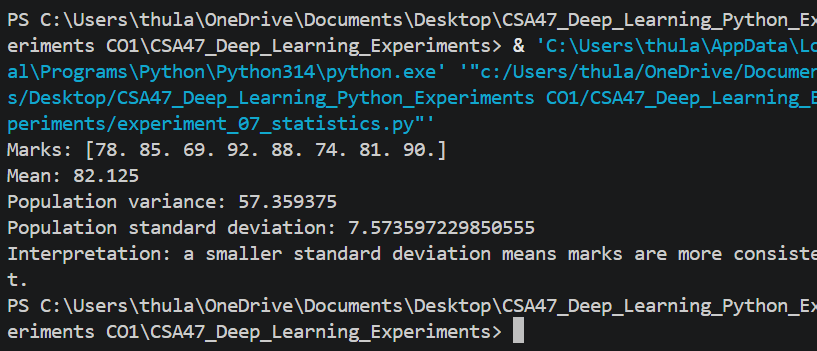 PS C:\Users\thula\OneDrive\Documents\Desktop\CSA47_Deep_Learning_Python_Ex
eriments CO1\CSA47_Deep_Learning_Experiments> & 'C:\Users\thula\AppData\Lo
al\Programs\Python\Python314\python.exe' '"c:/Users/thula/OneDrive/Documen
s/Desktop/CSA47_Deep_Learning_Python_Experiments CO1/CSA47_Deep_Learning_E
periments/experiment_07_statistics.py"'
Marks: [78. 85. 69. 92. 88. 74. 81. 90.]
Mean: 82.125
Population variance: 57.359375
Population standard deviation: 7.573597229850555
Interpretation: a smaller standard deviation means marks are more consiste
t.
PS C:\Users\thula\OneDrive\Documents\Desktop\CSA47_Deep_Learning_Python_Ex
eriments CO1\CSA47_Deep_Learning_Experiments>